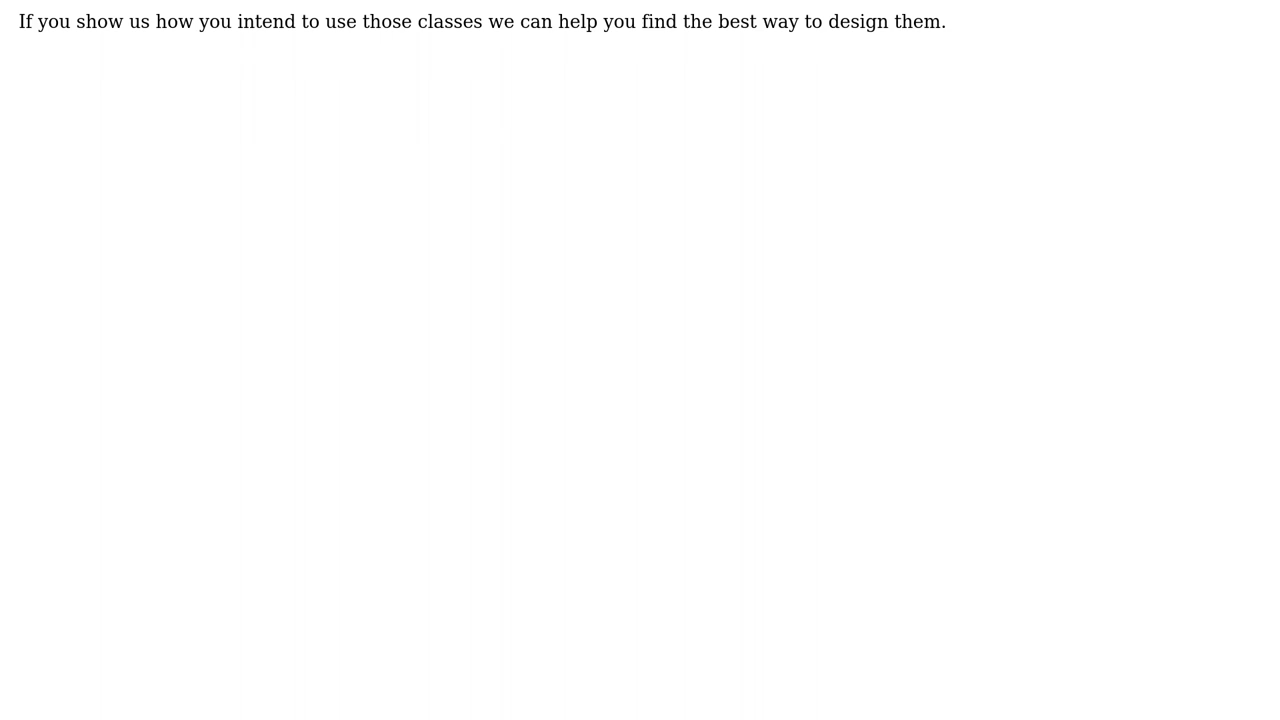 If you show us how you intend to use those classes we can help you find the best way to design them.